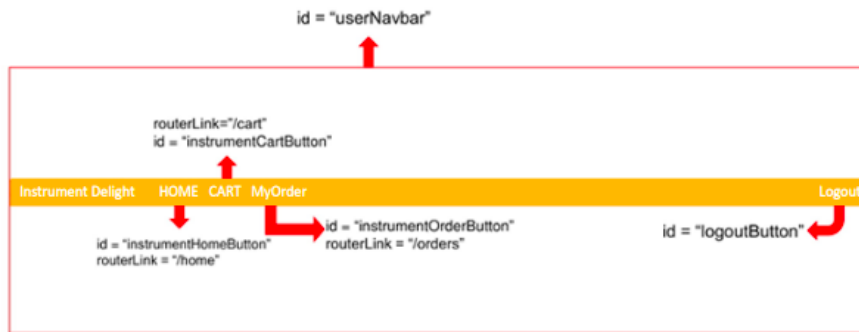 id = “userNavbar”
routerLink=”/cart”
id = “instrumentCartButton”
Instrument Delight HOME CART MyOrder Logout
id = “instrumentHomeButton”
routerLink = “/home”
id = “instrumentOrderButton”
routerLink = “/orders”
id = “logoutButton”